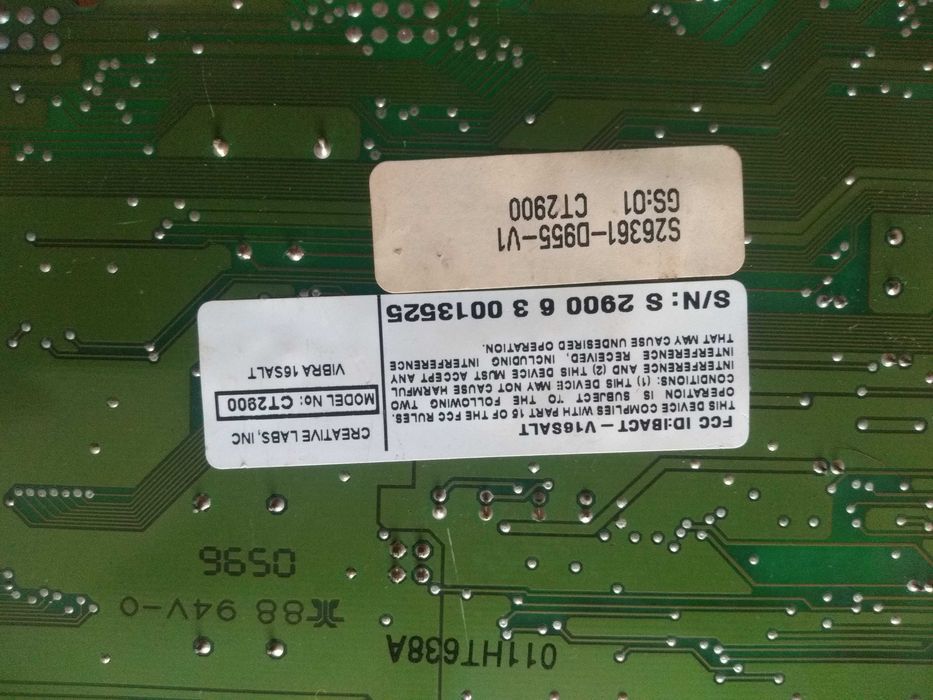 011HT638A
88 94V-0
0596
FCC ID:IBACT-V16SALT
THIS DEVICE COMPLIES WITH PART 15 OF THE FCC RULES.
OPERATION IS SUBJECT TO THE FOLLOWING TWO
CONDITIONS: (1) THIS DEVICE MAY NOT CAUSE HARMFUL
INTERFERENCE AND (2) THIS DEVICE MUST ACCEPT ANY
INTERFERENCE RECEIVED, INCLUDING INTERFERENCE
THAT MAY CAUSE UNDESIRED OPERATION.
S/N: S 2900 6 3 0013525
CREATIVE LABS, INC
MODEL No: CT2900
VIBRA 16SALT
S26361-D955-V1
GS:01 CT2900